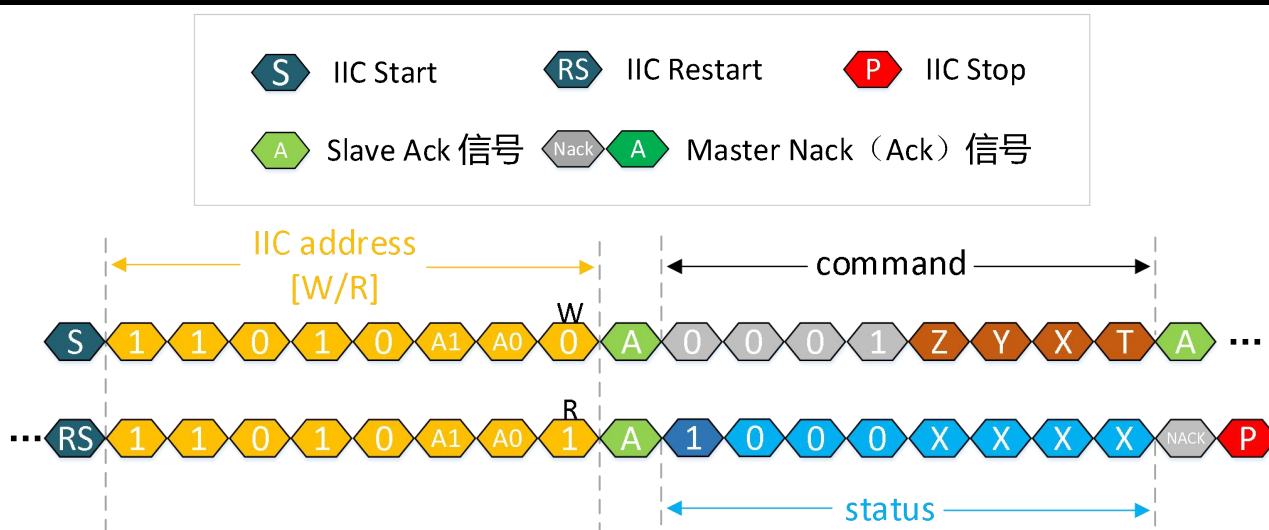 S IIC Start RS IIC Restart P IIC Stop
A Slave Ack 信号 Nack A Master Nack（Ack）信号
IIC address
[W/R]
command
W
S 1 1 0 1 0 A1 A0 0 A 0 0 0 1 Z Y X T A ...
R
... RS 1 1 0 1 0 A1 A0 1 A 1 0 0 0 X X X X NACK P
status